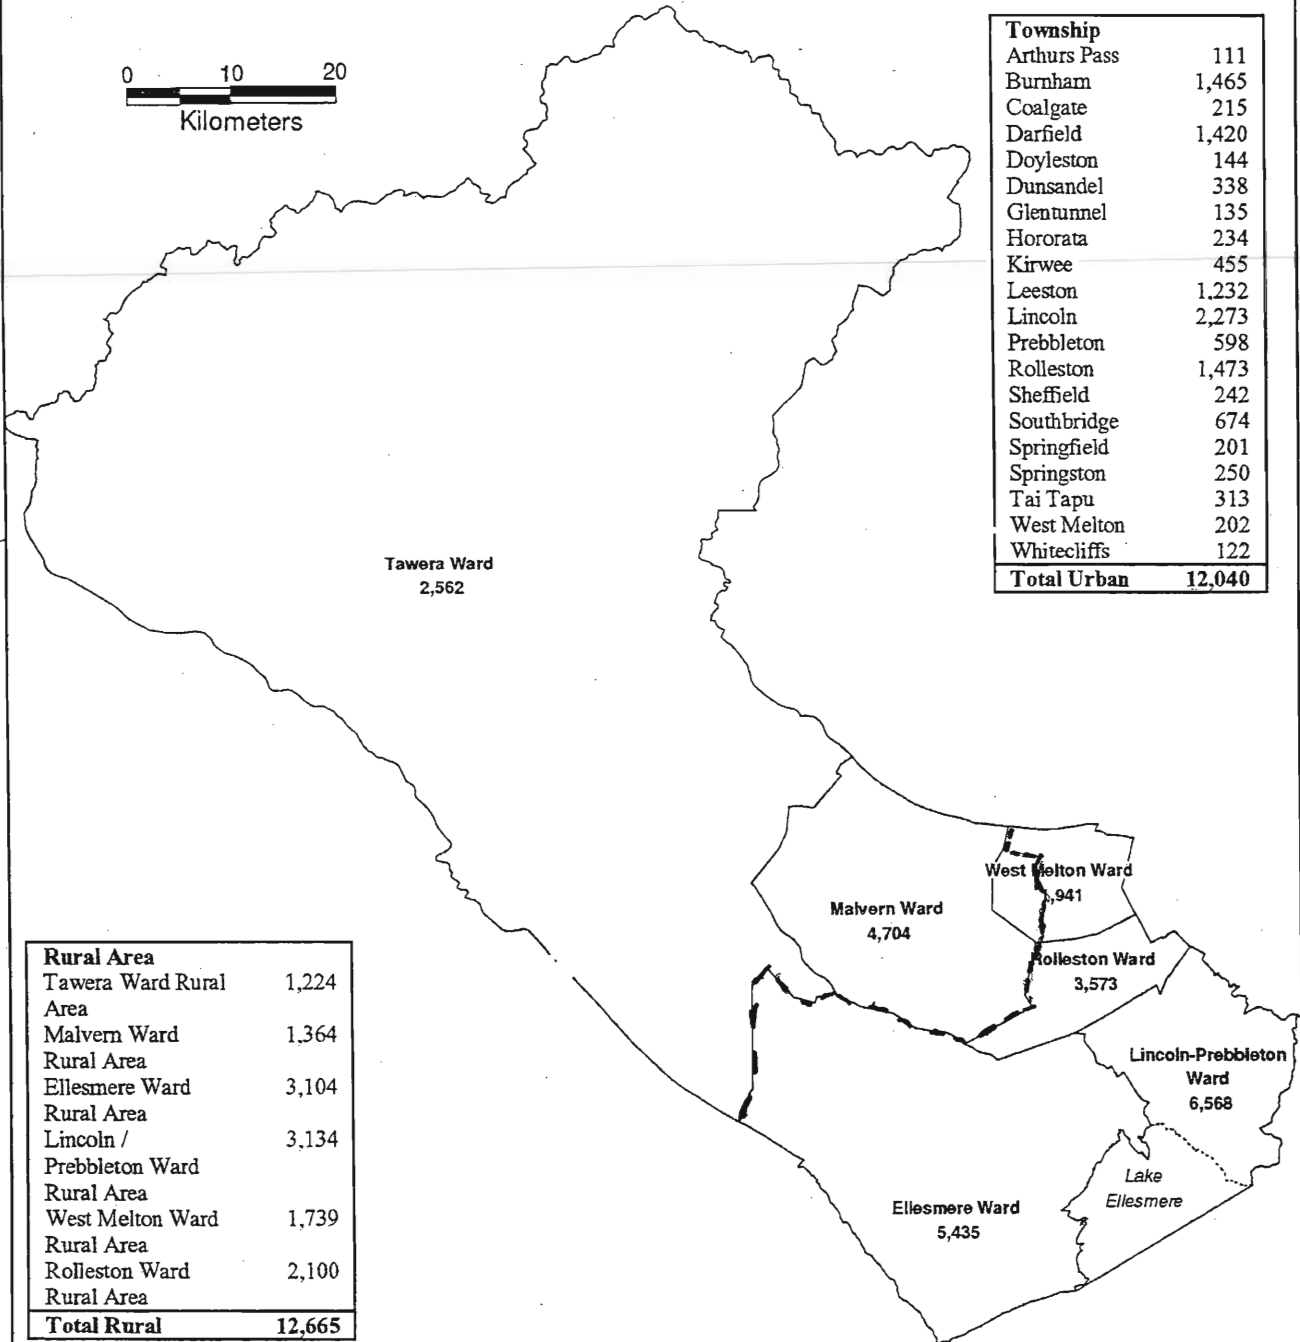 0 10 20
Kilometers
Township
Arthurs Pass 111
Burnham 1,465
Coalgate 215
Darfield 1,420
Doyleston 144
Dunsandel 338
Glentunnel 135
Hororata 234
Kirwee 455
Leeston 1,232
Lincoln 2,273
Prebbleton 598
Rolleston 1,473
Sheffield 242
Southbridge 674
Springfield 201
Springston 250
Tai Tapu 313
West Melton 202
Whitecliffs 122
Total Urban 12,040
Tawera Ward
2,562
West Melton Ward
,941
Malvern Ward
4,704
Rolleston Ward
3,573
Lincoln-Prebbleton
Ward
6,568
Lake
Ellesmere
Ellesmere Ward
5,435
Rural Area
Tawera Ward Rural 1,224
Area
Malvern Ward 1,364
Rural Area
Ellesmere Ward 3,104
Rural Area
Lincoln / 3,134
Prebbleton Ward
Rural Area
West Melton Ward 1,739
Rural Area
Rolleston Ward 2,100
Rural Area
Total Rural 12,665